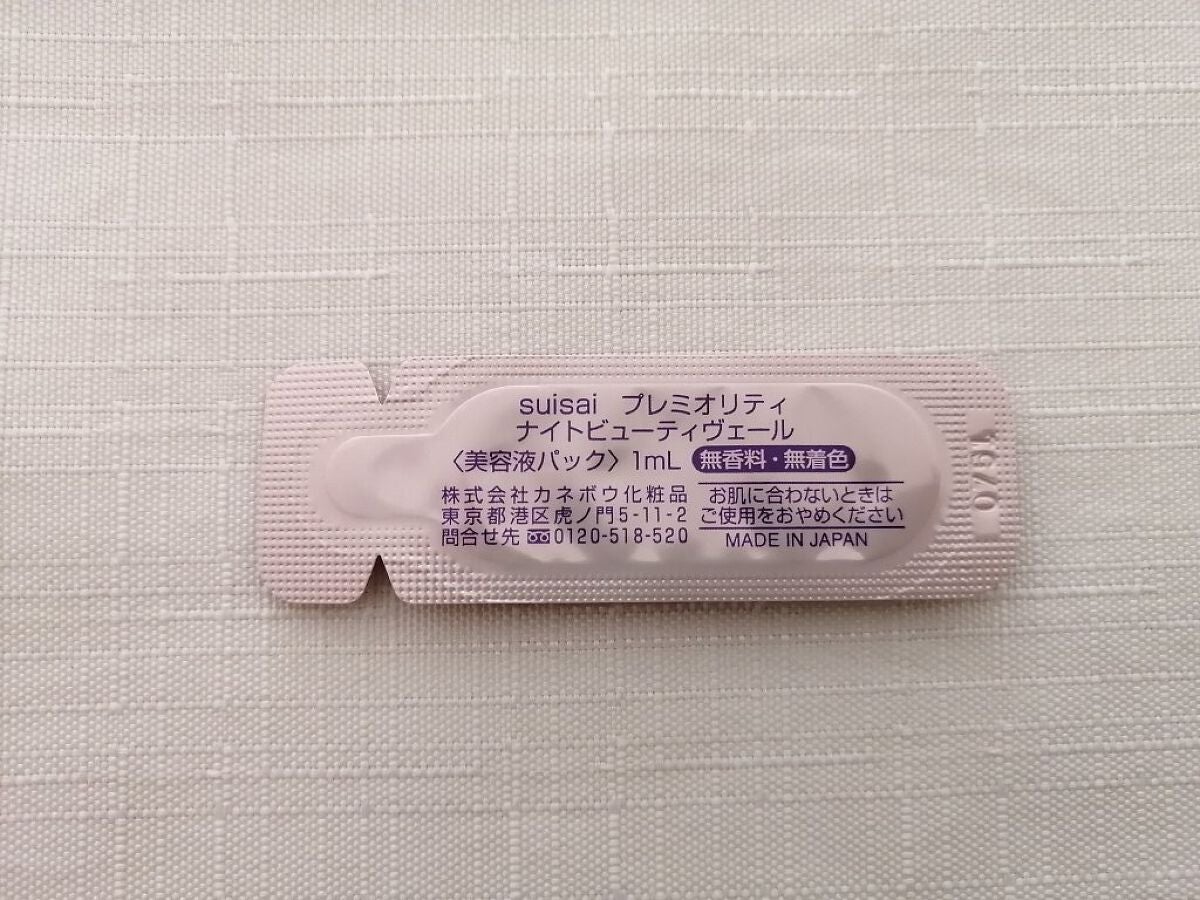 suisai プレミオリティ
ナイトビューティヴェール
〈美容液パック〉 1mL 無香料・無着色
株式会社カネボウ化粧品
東京都港区虎ノ門5-11-2
問合せ先 0120-518-520
お肌に合わないときは
ご使用をおやめください
MADE IN JAPAN